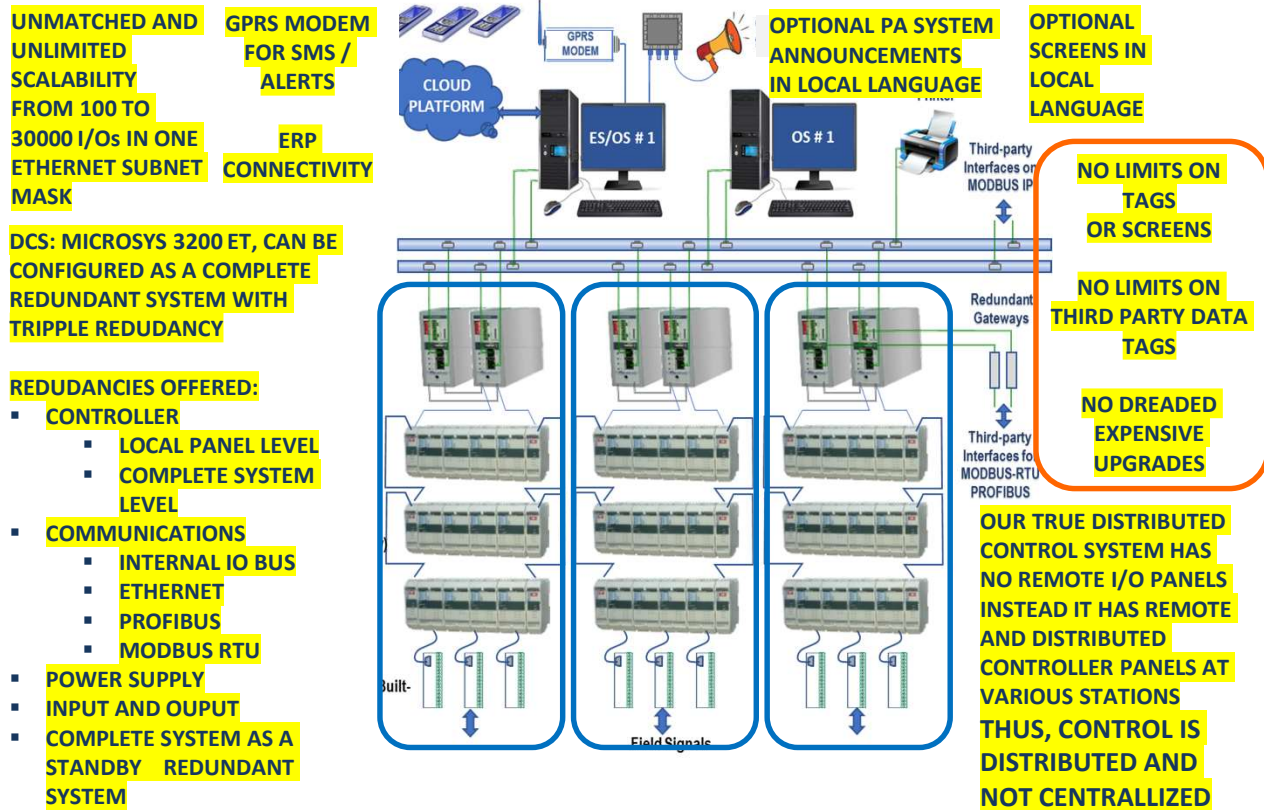 UNMATCHED AND
UNLIMITED
SCALABILITY
FROM 100 TO
30000 I/Os IN ONE
ETHERNET SUBNET
MASK
GPRS MODEM
FOR SMS /
ALERTS
ERP
CONNECTIVITY
DCS: MICROSYS 3200 ET, CAN BE
CONFIGURED AS A COMPLETE
REDUNDANT SYSTEM WITH
TRIPPLE REDUDANCY
REDUDANCIES OFFERED:
▪ CONTROLLER
▪ LOCAL PANEL LEVEL
▪ COMPLETE SYSTEM
LEVEL
▪ COMMUNICATIONS
▪ INTERNAL IO BUS
▪ ETHERNET
▪ PROFIBUS
▪ MODBUS RTU
▪ POWER SUPPLY
▪ INPUT AND OUPUT
▪ COMPLETE SYSTEM AS A
STANDBY REDUNDANT
SYSTEM
GPRS
MODEM
CLOUD
PLATFORM
ES/OS # 1
OS # 1
OPTIONAL PA SYSTEM
ANNOUNCEMENTS
IN LOCAL LANGUAGE
Printer
Third-party
Interfaces on
MODBUS IP
Redundant
Gateways
Third-party
Interfaces for
MODBUS-RTU
PROFIBUS
Built-
Field Signals
OPTIONAL
SCREENS IN
LOCAL
LANGUAGE
NO LIMITS ON
TAGS
OR SCREENS
NO LIMITS ON
THIRD PARTY DATA
TAGS
NO DREADED
EXPENSIVE
UPGRADES
OUR TRUE DISTRIBUTED
CONTROL SYSTEM HAS
NO REMOTE I/O PANELS
INSTEAD IT HAS REMOTE
AND DISTRIBUTED
CONTROLLER PANELS AT
VARIOUS STATIONS
THUS, CONTROL IS
DISTRIBUTED AND
NOT CENTRALLIZED